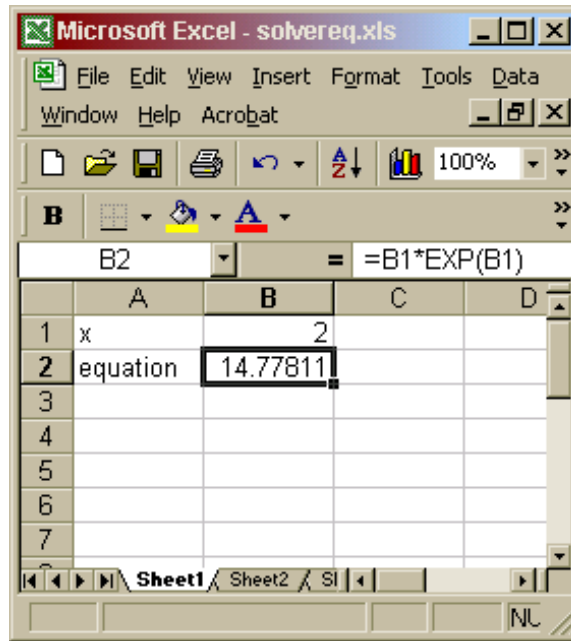 Microsoft Excel - solvereq.xls
File Edit View Insert Format Tools Data
Window Help Acrobat
100%
B A
B2 = =B1*EXP(B1)
A B C D
1 x 2
2 equation 14.77811
3
4
5
6
7
Sheet1 Sheet2